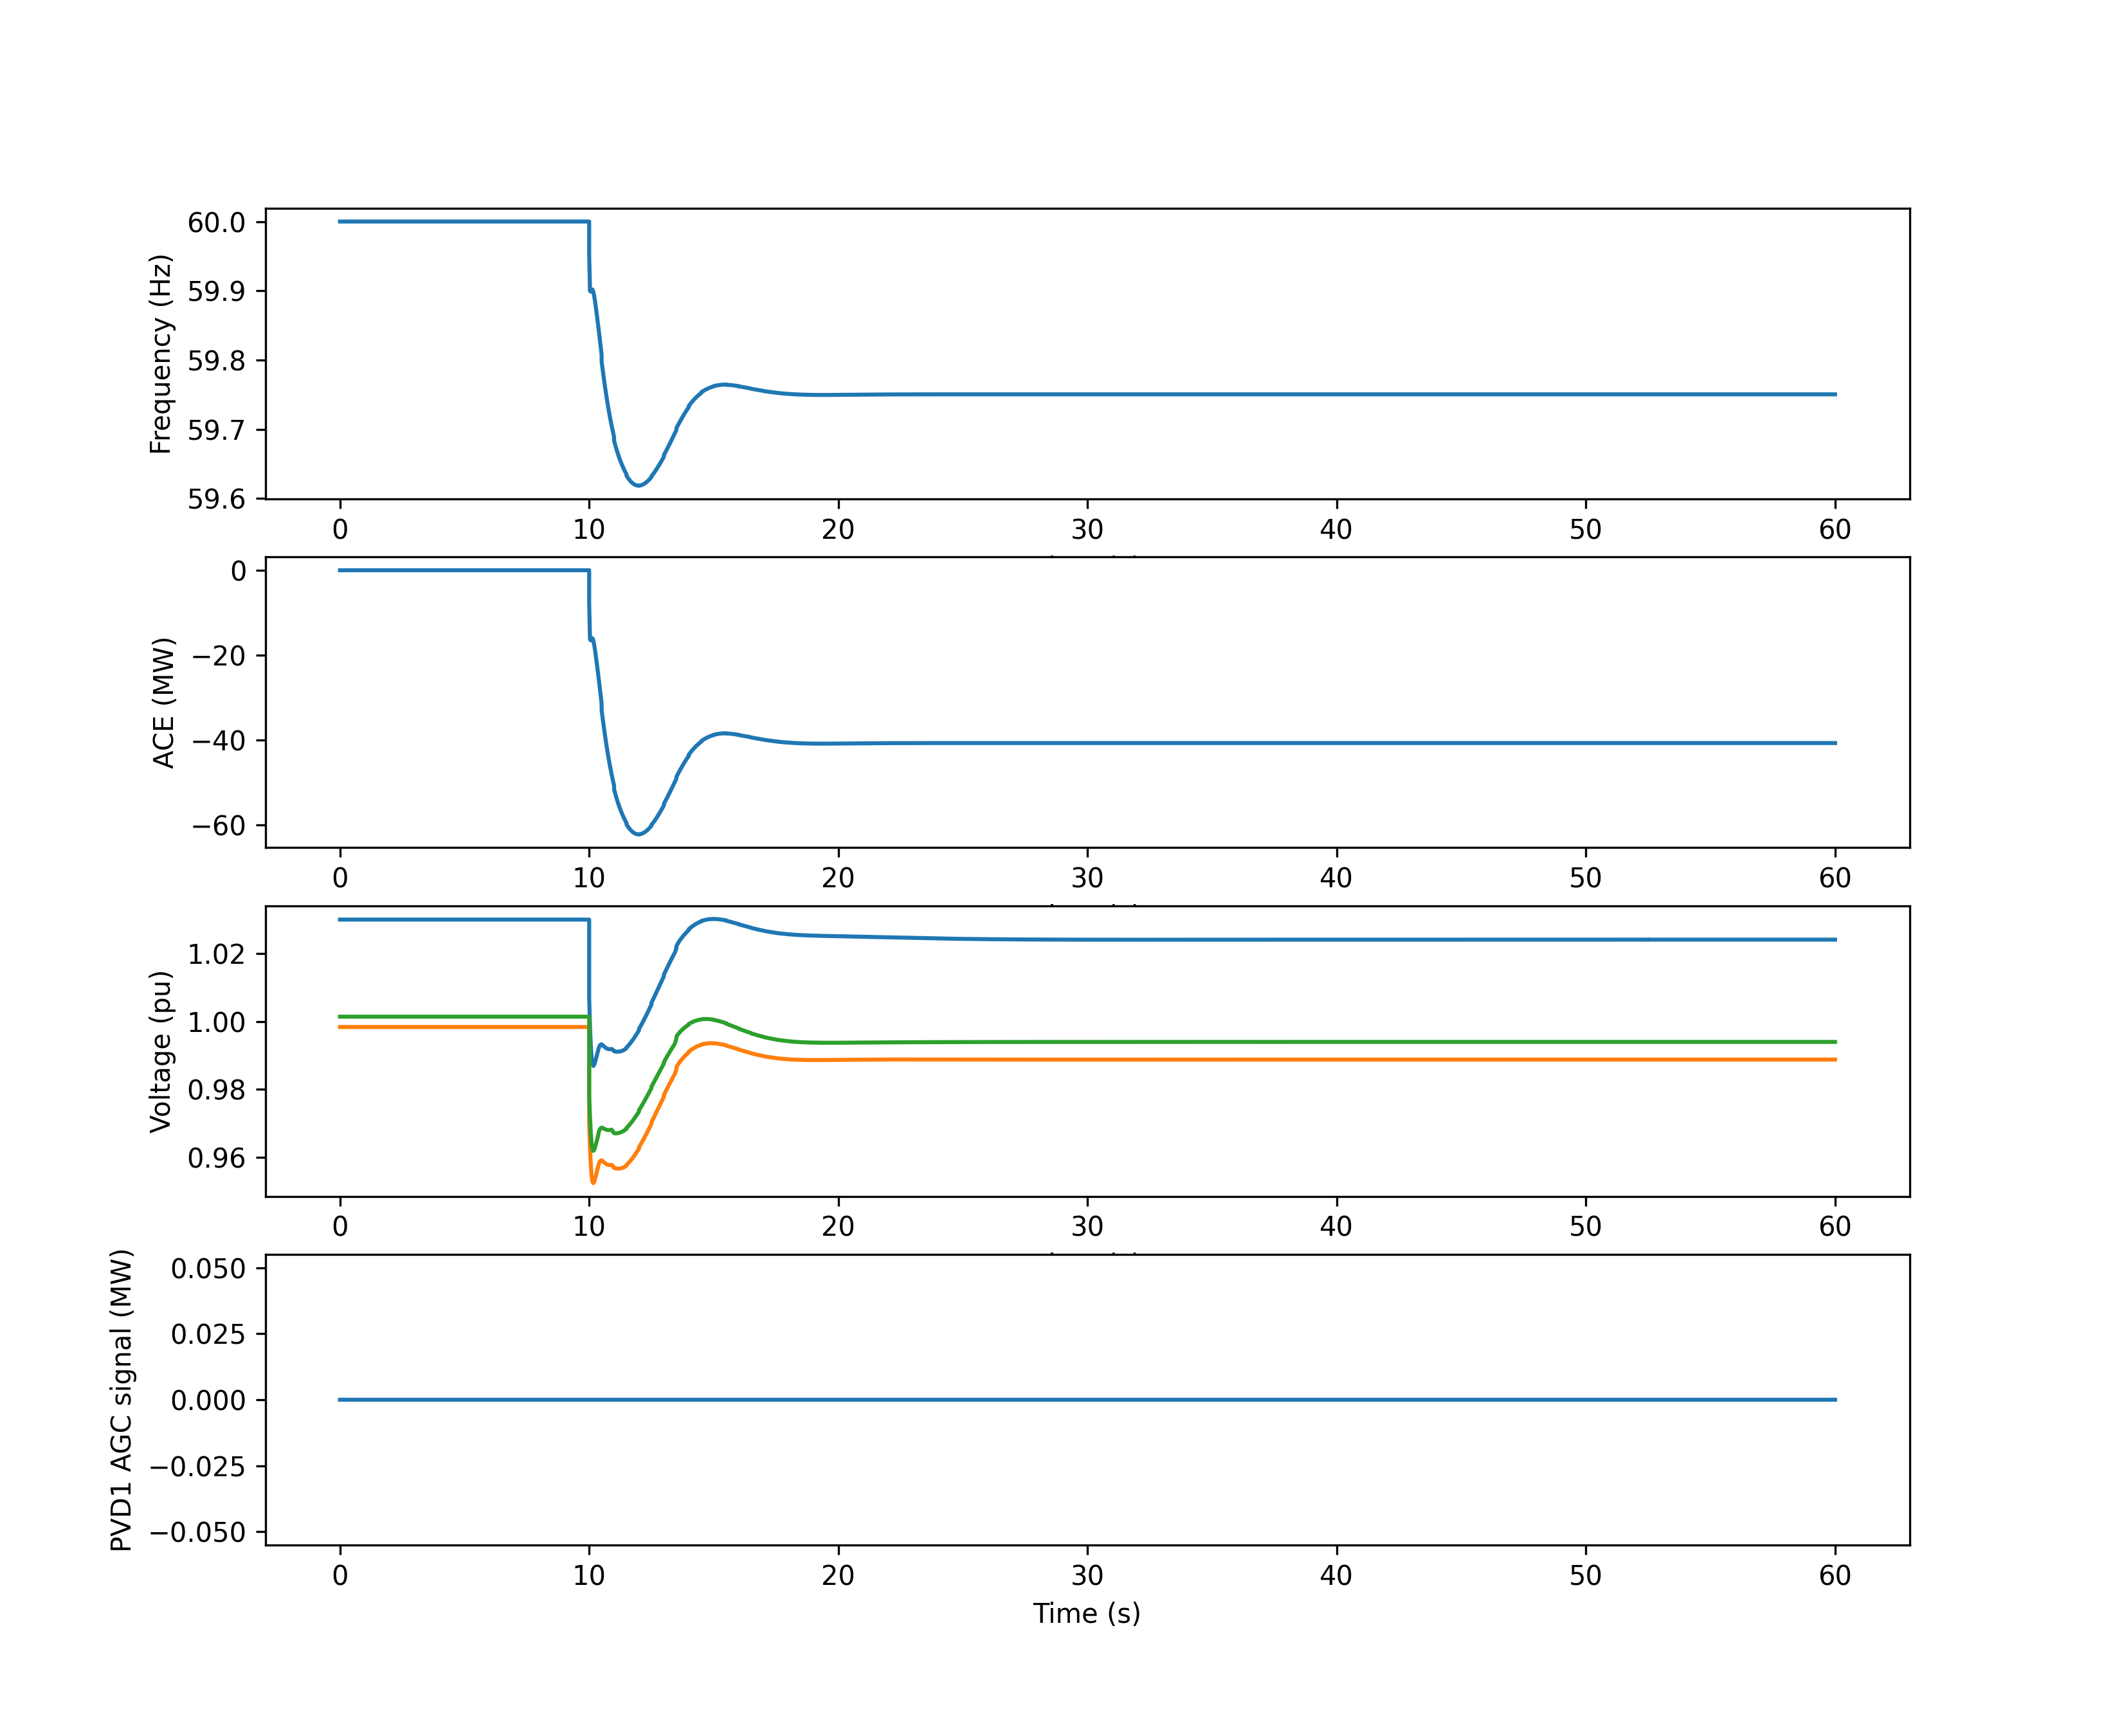 Frequency (Hz)
60.0
59.9
59.8
59.7
59.6
0 10 20 30 40 50 60
ACE (MW)
0
−20
−40
−60
0 10 20 30 40 50 60
Voltage (pu)
1.02
1.00
0.98
0.96
0 10 20 30 40 50 60
PVD1 AGC signal (MW)
0.050
0.025
0.000
−0.025
−0.050
0 10 20 30 40 50 60
Time (s)